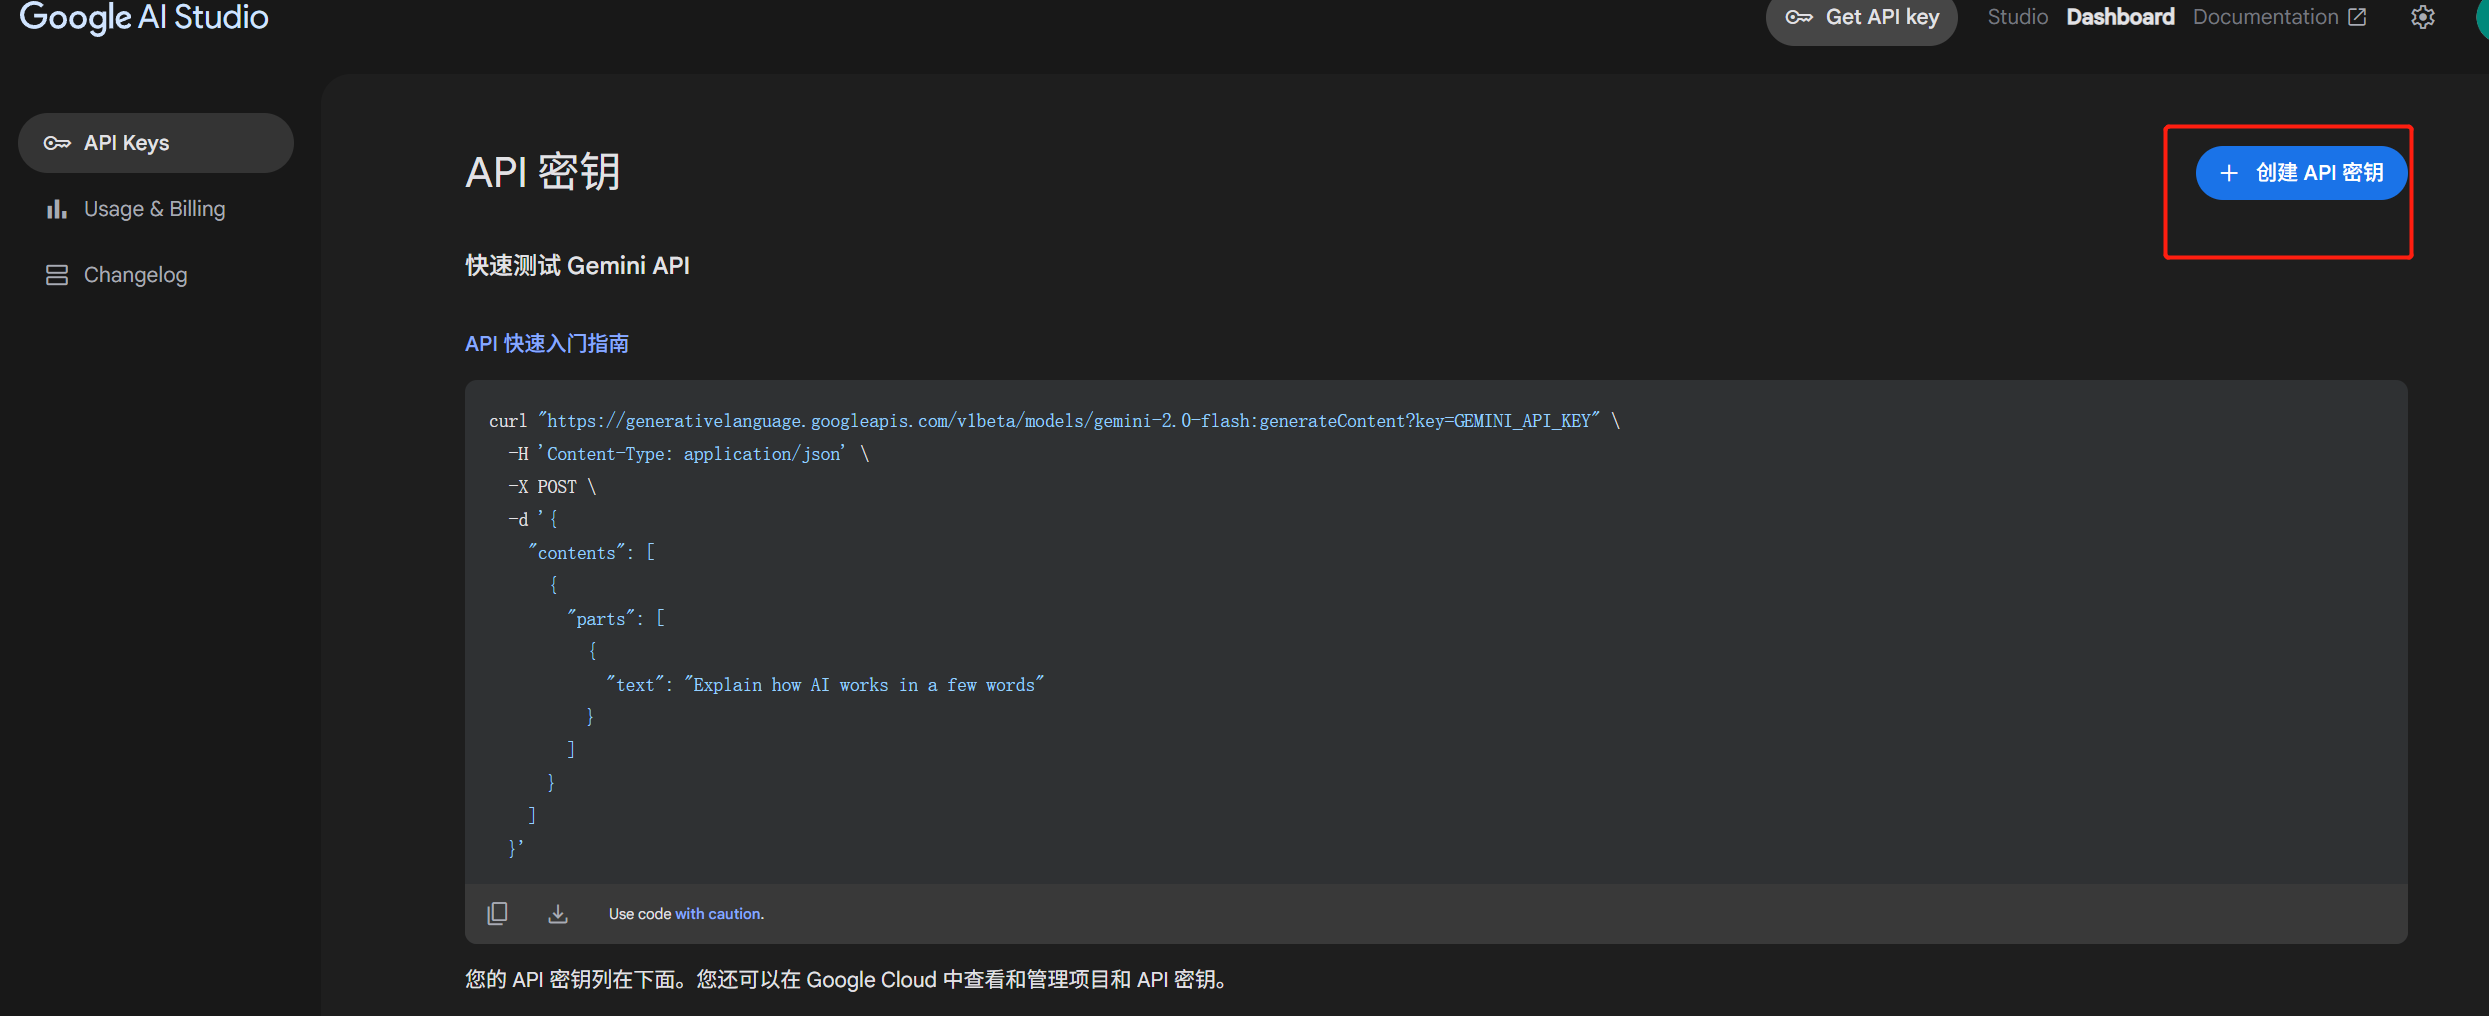 Google AI Studio
Get API key
Studio
Dashboard
Documentation
API Keys
Usage & Billing
Changelog
API 密钥
创建 API 密钥
快速测试 Gemini API
API 快速入门指南
curl "https://generativelanguage.googleapis.com/v1beta/models/gemini-2.0-flash:generateContent?key=GEMINI_API_KEY" \
-H 'Content-Type: application/json' \
-X POST \
-d '{
"contents": [
{
"parts": [
{
"text": "Explain how AI works in a few words"
}
]
}
]
}'
Use code with caution.
您的 API 密钥列在下面。您还可以在 Google Cloud 中查看和管理项目和 API 密钥。